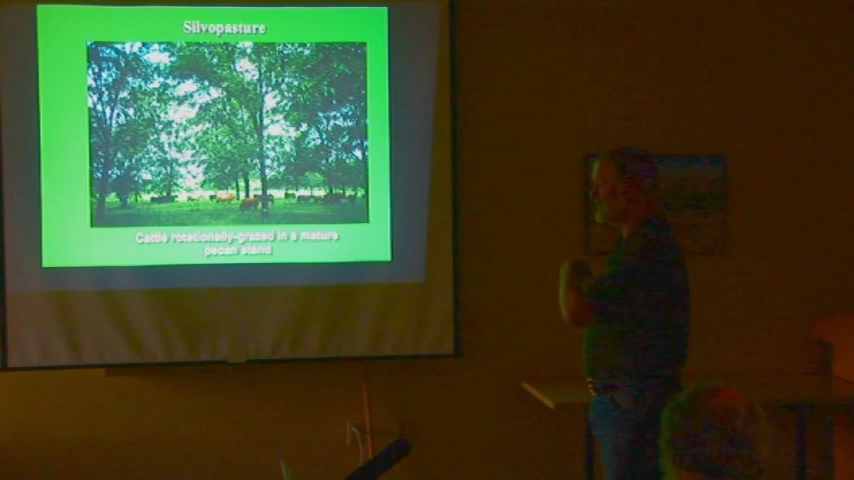 Silvopasture
Cattle rotationally-grazed in a mature
pecan stand